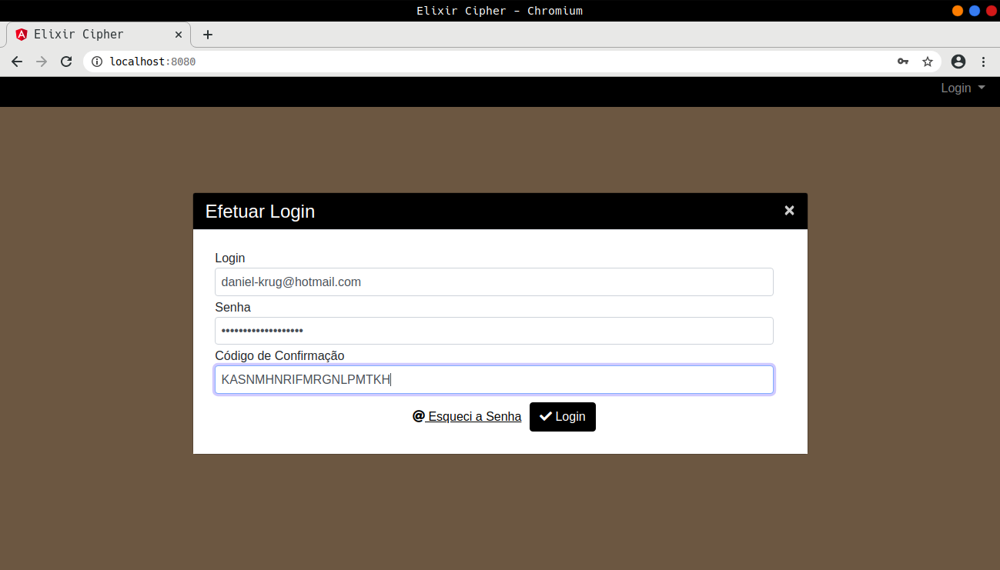 Elixir Cipher - Chromium
Elixir Cipher
localhost:8080
Login
Efetuar Login
Login
daniel-krug@hotmail.com
Senha
•••••••••••••••••••
Código de Confirmação
KASNMHNRIFMRGNLPMTKH
@ Esqueci a Senha Login